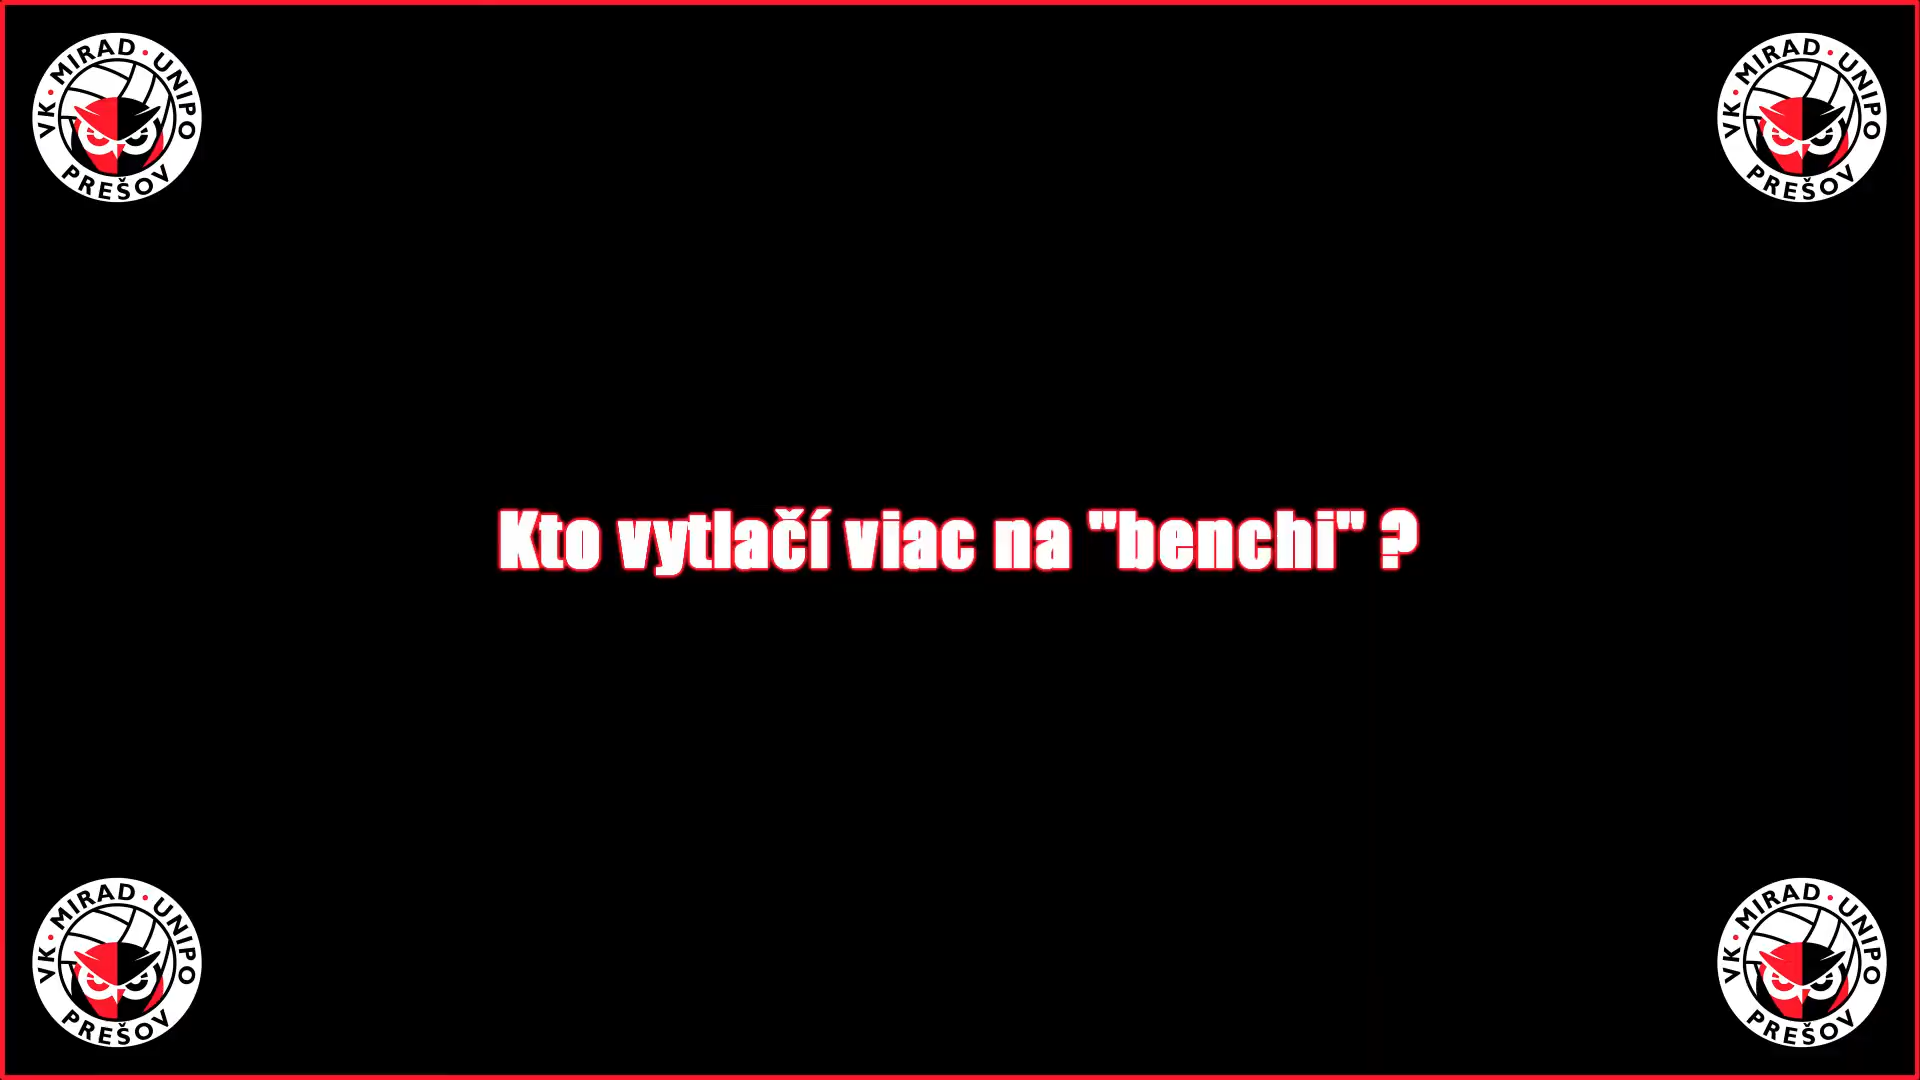 VK · MIRAD · UNIPO
PREŠOV
VK · MIRAD · UNIPO
PREŠOV
Kto vytlačí viac na "benchi" ?
VK · MIRAD · UNIPO
PREŠOV
VK · MIRAD · UNIPO
PREŠOV